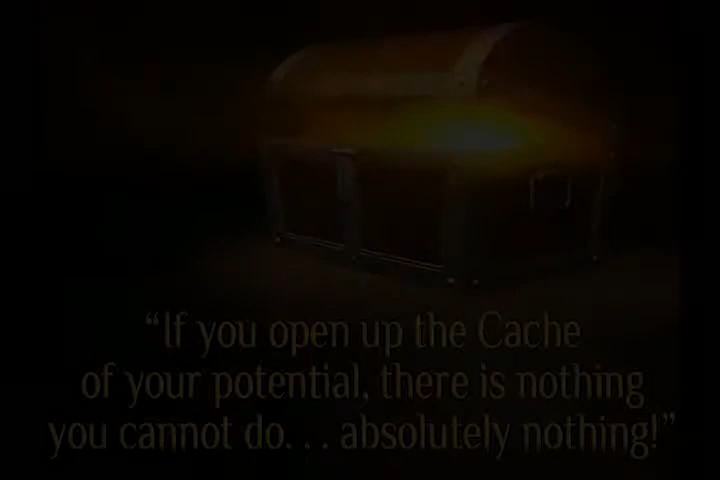 “If you open up the Cache
of your potential, there is nothing
you cannot do. . . absolutely nothing!”